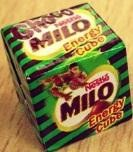 CHOCO
Nestlé
MILO
Energy
Cube
Nestlé
MILO
Energy
Cube